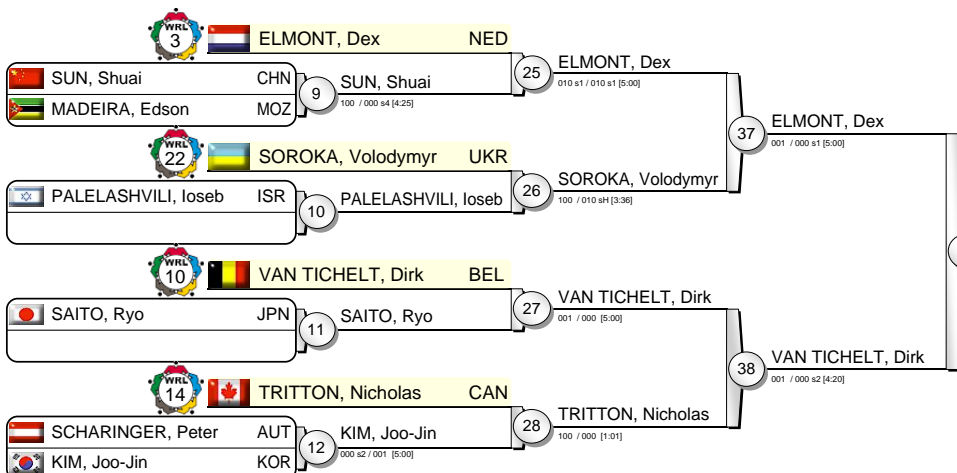 WRL
3
ELMONT, Dex NED
SUN, Shuai CHN
MADEIRA, Edson MOZ
9
SUN, Shuai
100 / 000 s4 [4:25]
25
ELMONT, Dex
010 s1 / 010 s1 [5:00]
WRL
22
SOROKA, Volodymyr UKR
PALELASHVILI, Ioseb ISR
10
PALELASHVILI, Ioseb
26
SOROKA, Volodymyr
100 / 010 sH [3:36]
37
ELMONT, Dex
001 / 000 s1 [5:00]
WRL
10
VAN TICHELT, Dirk BEL
SAITO, Ryo JPN
11
SAITO, Ryo
27
VAN TICHELT, Dirk
001 / 000 [5:00]
WRL
14
TRITTON, Nicholas CAN
SCHARINGER, Peter AUT
KIM, Joo-Jin KOR
12
KIM, Joo-Jin
000 s2 / 001 [5:00]
28
TRITTON, Nicholas
100 / 000 [1:01]
38
VAN TICHELT, Dirk
001 / 000 s2 [4:20]